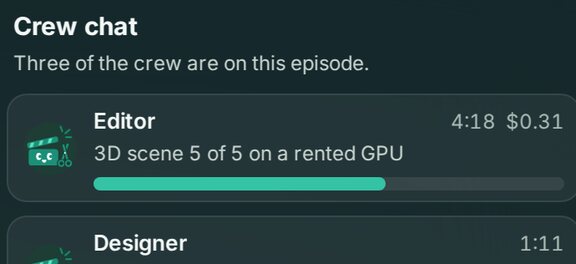 Crew chat
Three of the crew are on this episode.
Editor 4:18 $0.31
3D scene 5 of 5 on a rented GPU
Designer 1:11